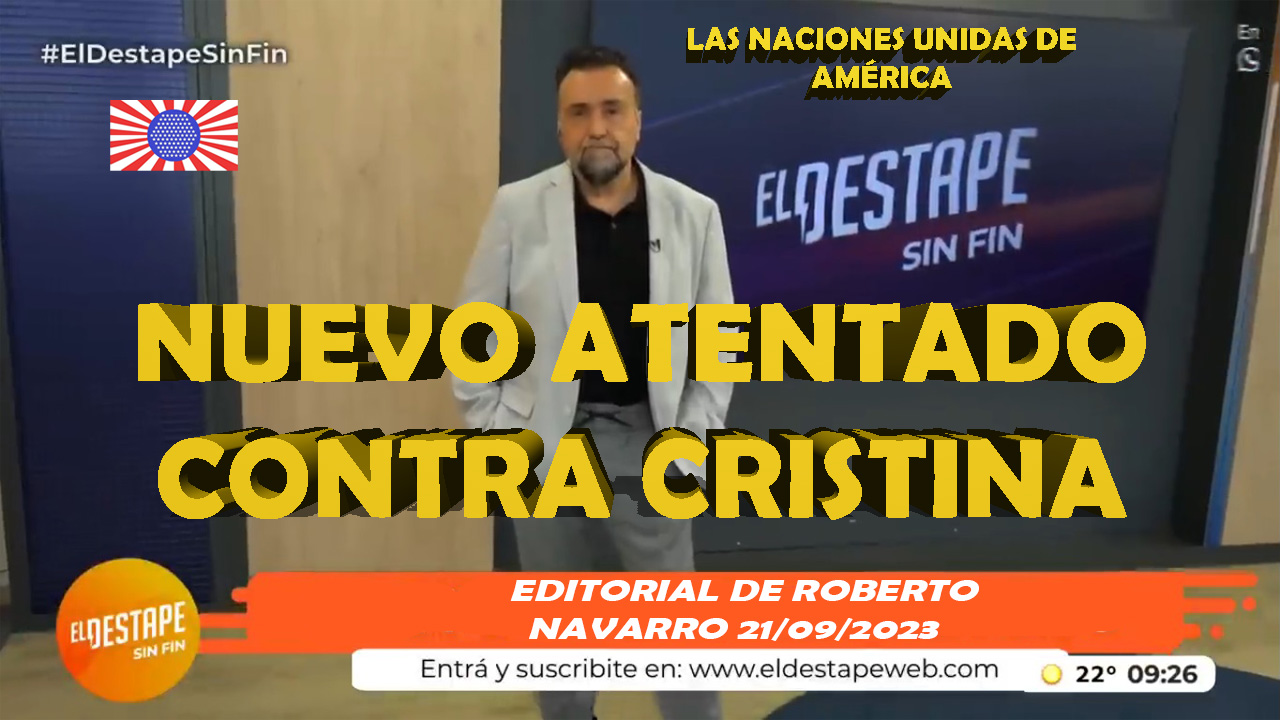 #ElDestapeSinFin
LAS NACIONES UNIDAS DE
AMÉRICA
En
EL DESTAPE
SIN FIN
NUEVO ATENTADO
CONTRA CRISTINA
EDITORIAL DE ROBERTO
NAVARRO 21/09/2023
EL DESTAPE
SIN FIN
Entrá y suscribite en: www.eldestapeweb.com
22° 09:26